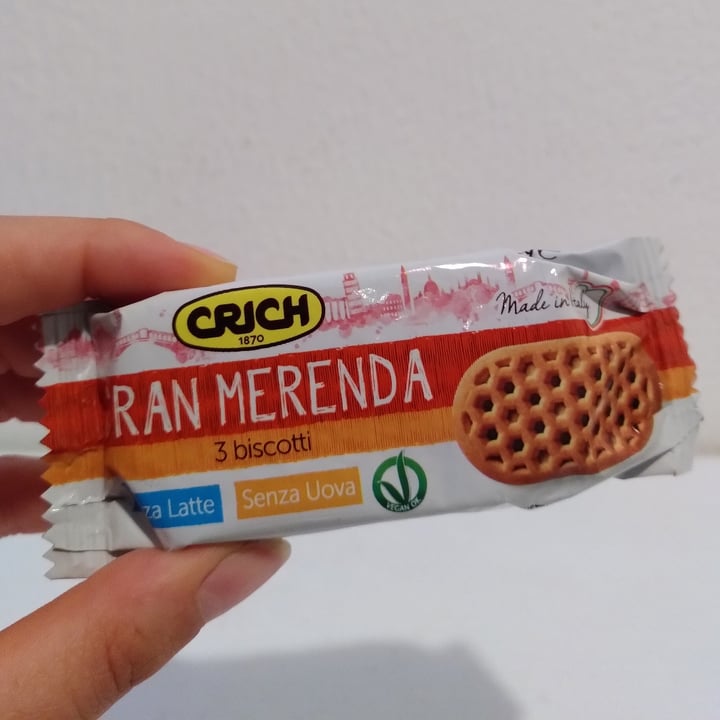 CRICH
1870
Made in Italy
RAN MERENDA
3 biscotti
za Latte
Senza Uova
VEGAN OK